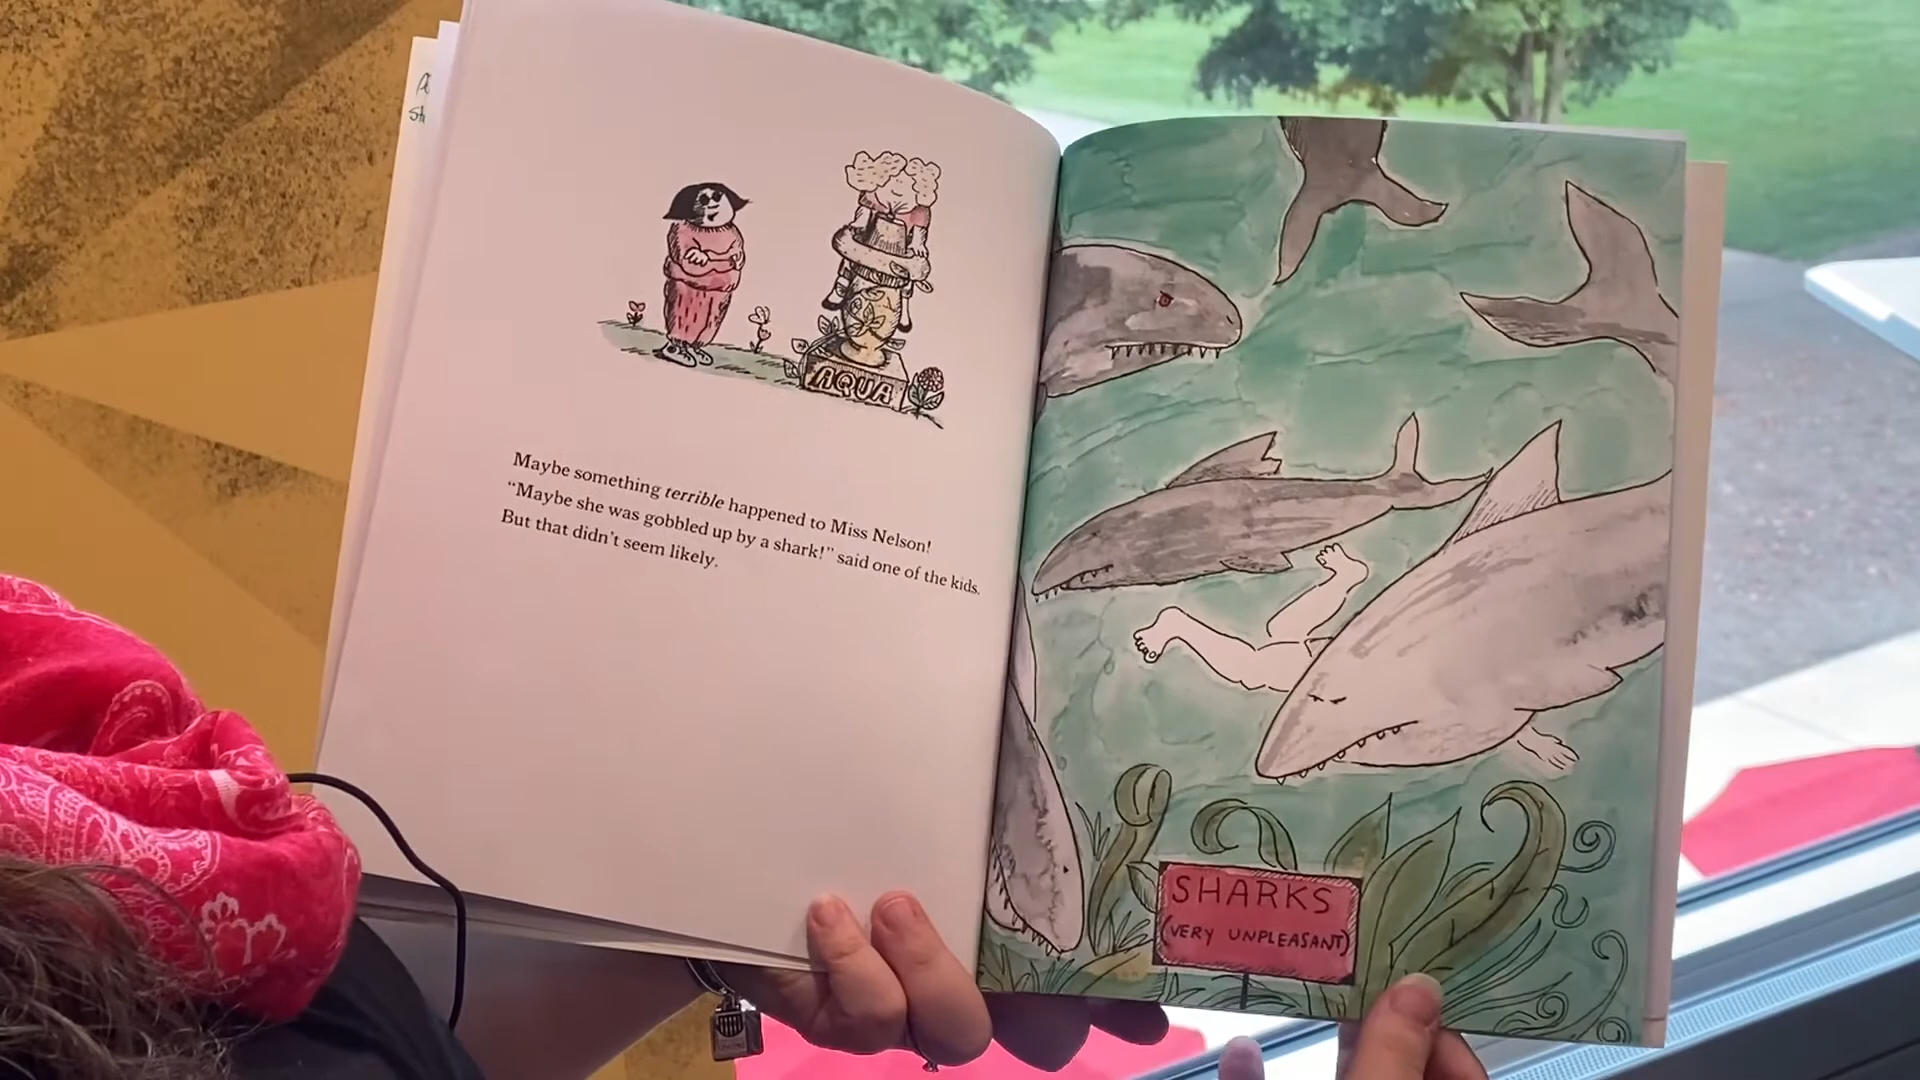 AQUA
Maybe something terrible happened to Miss Nelson!
“Maybe she was gobbled up by a shark!” said one of the kids.
But that didn’t seem likely.
SHARKS
(VERY UNPLEASANT)